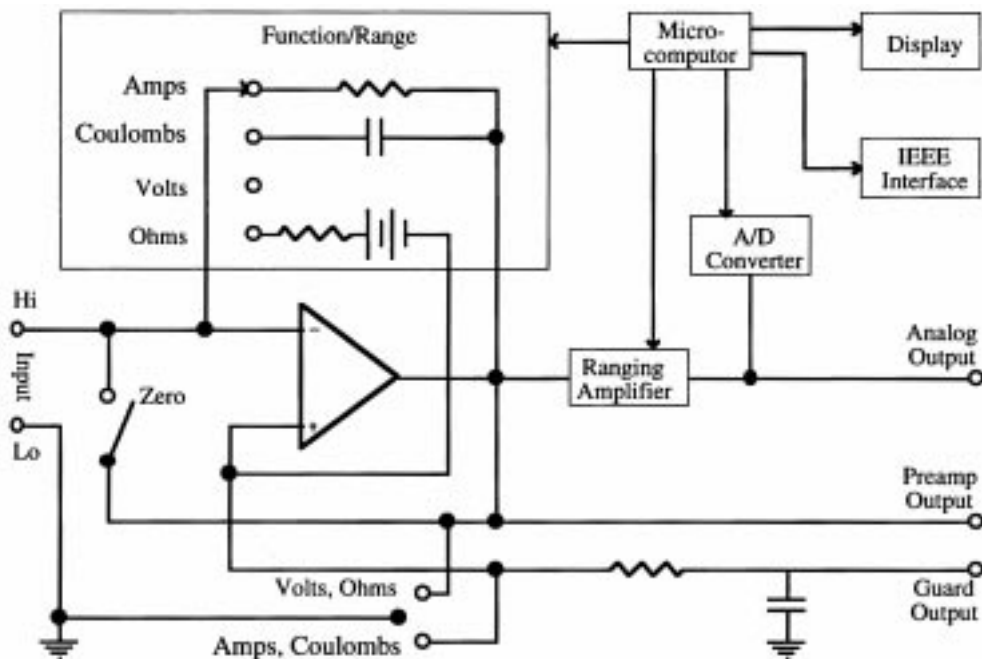 Function/Range
Amps
Coulombs
Volts
Ohms
Micro-
computor
Display
IEEE
Interface
A/D
Converter
Hi
Input
Lo
Zero
-
+
Ranging
Amplifier
Analog
Output
Preamp
Output
Volts, Ohms
Amps, Coulombs
Guard
Output